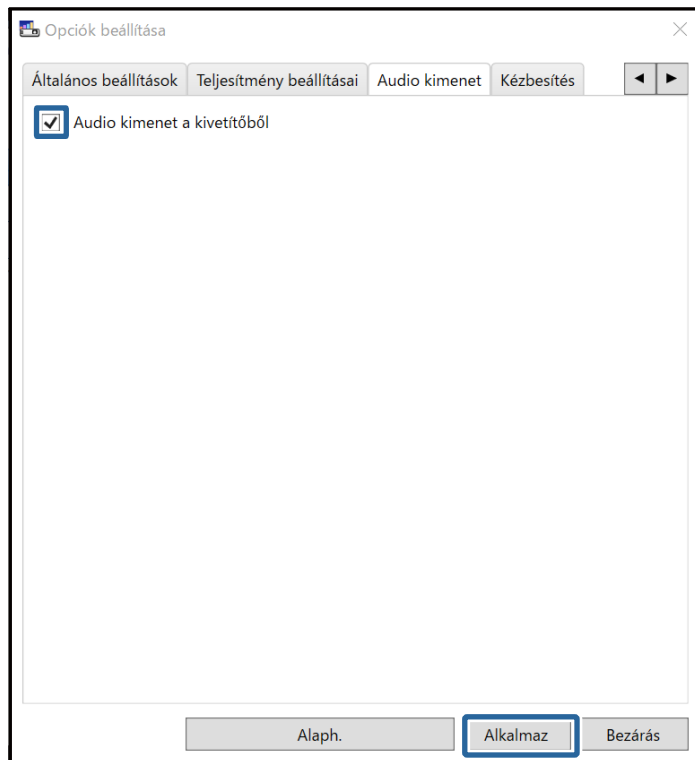 Opciók beállítása
Általános beállítások Teljesítmény beállításai Audio kimenet Kézbesítés
Audio kimenet a kivetítőből
Alaph. Alkalmaz Bezárás